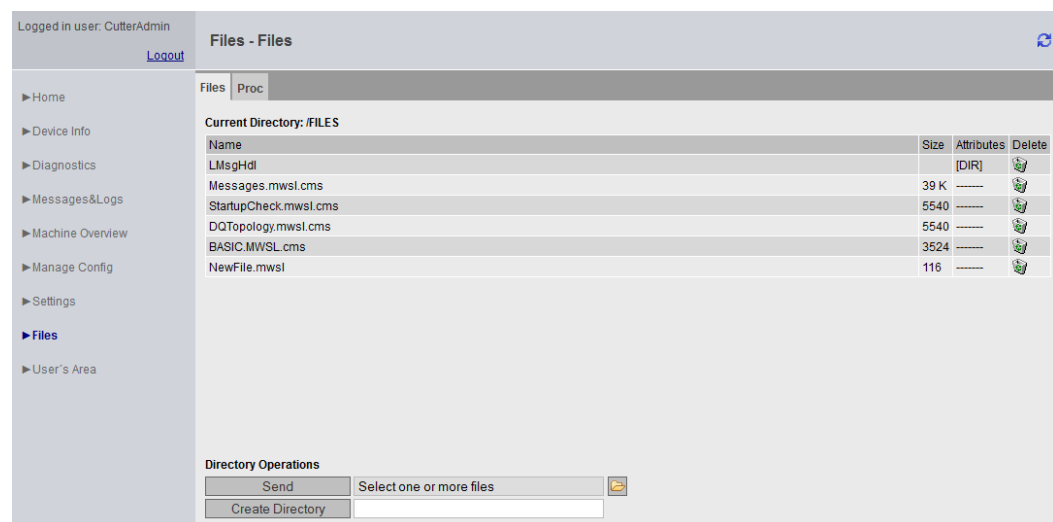 Logged in user: CutterAdmin
Logout
Files - Files
►Home
►Device Info
►Diagnostics
►Messages&Logs
►Machine Overview
►Manage Config
►Settings
►Files
►User´s Area
Files Proc
Current Directory: /FILES
Name Size Attributes Delete
LMsgHdl [DIR]
Messages.mwsl.cms 39 K -------
StartupCheck.mwsl.cms 5540 -------
DQTopology.mwsl.cms 5540 -------
BASIC.MWSL.cms 3524 -------
NewFile.mwsl 116 -------
Directory Operations
Send Select one or more files
Create Directory